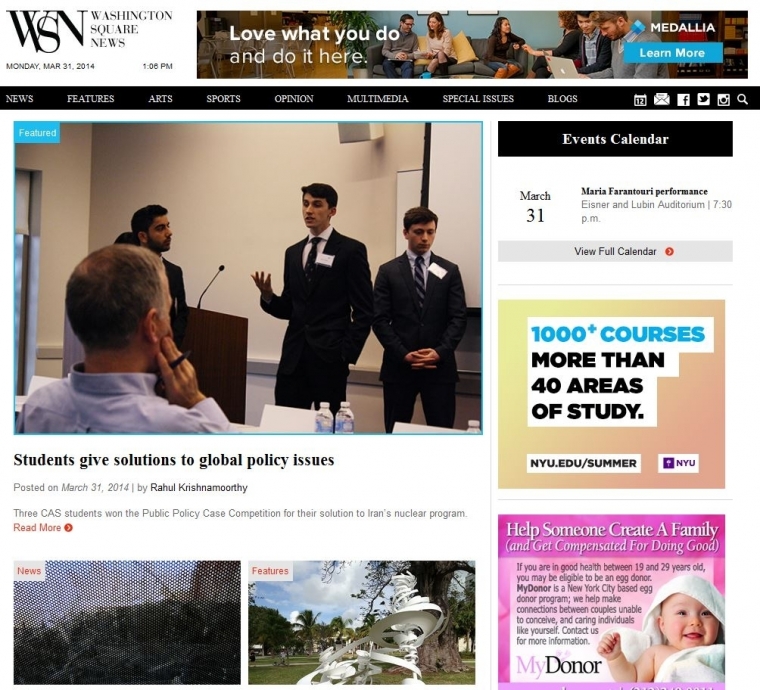 WSN
WASHINGTON
SQUARE
NEWS
MONDAY, MAR 31, 2014 1:06 PM
Love what you do
and do it here.
MEDALLIA
Learn More
NEWS FEATURES ARTS SPORTS OPINION MULTIMEDIA SPECIAL ISSUES BLOGS
12
Featured
Students give solutions to global policy issues
Posted on March 31, 2014 | by Rahul Krishnamoorthy
Three CAS students won the Public Policy Case Competition for their solution to Iran's nuclear program.
Read More
News
Features
Events Calendar
March
31
Maria Farantouri performance
Eisner and Lubin Auditorium | 7:30
p.m.
View Full Calendar
1000+ COURSES
MORE THAN
40 AREAS
OF STUDY.
NYU.EDU/SUMMER
NYU
Help Someone Create A Family
(and Get Compensated For Doing Good)
If you are in good health between 19 and 29 years old,
you may be eligible to be an egg donor.
MyDonor is a New York City based egg
donor program; we help make
connections between couples unable
to conceive, and caring individuals
like yourself. Contact us
for more information.
MyDonor